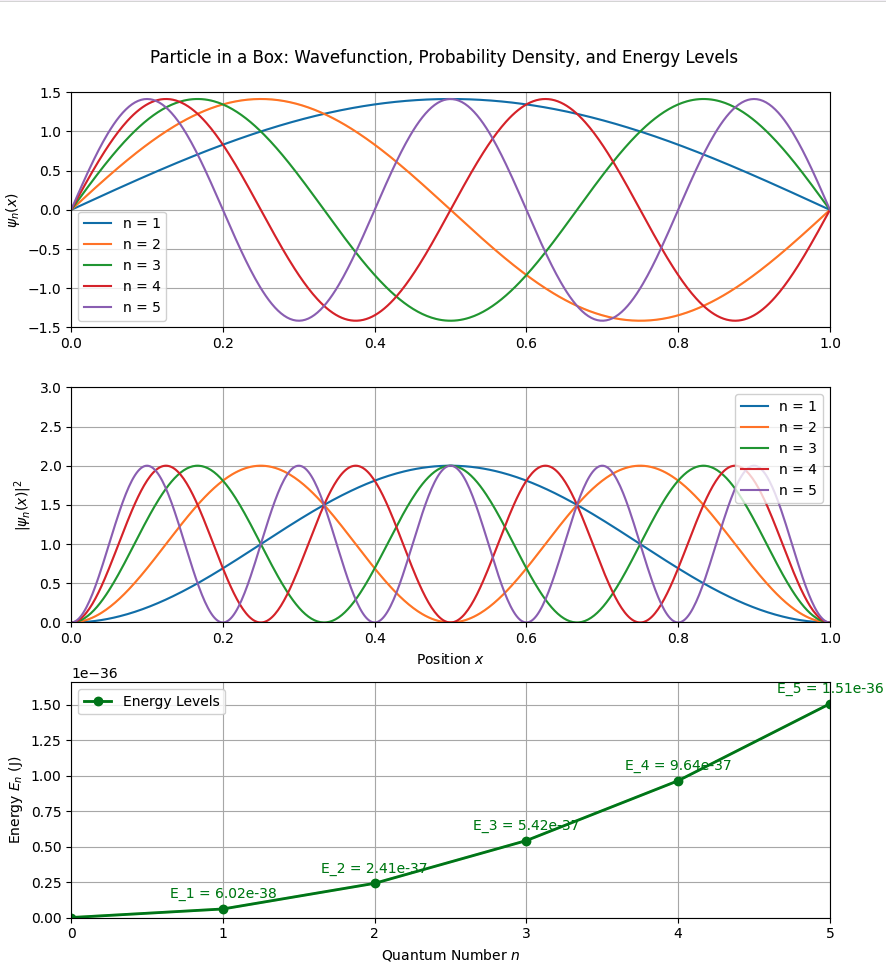 Particle in a Box: Wavefunction, Probability Density, and Energy Levels
1.5
1.0
0.5
0.0
−0.5
−1.0
−1.5
ψₙ(x)
n = 1
n = 2
n = 3
n = 4
n = 5
0.0 0.2 0.4 0.6 0.8 1.0
3.0
2.5
2.0
1.5
1.0
0.5
0.0
|ψₙ(x)|²
n = 1
n = 2
n = 3
n = 4
n = 5
0.0 0.2 0.4 0.6 0.8 1.0
Position x
1e−36
1.50
1.25
1.00
0.75
0.50
0.25
0.00
Energy Eₙ (J)
Energy Levels
E_1 = 6.02e-38
E_2 = 2.41e-37
E_3 = 5.42e-37
E_4 = 9.64e-37
E_5 = 1.51e-36
0 1 2 3 4 5
Quantum Number n